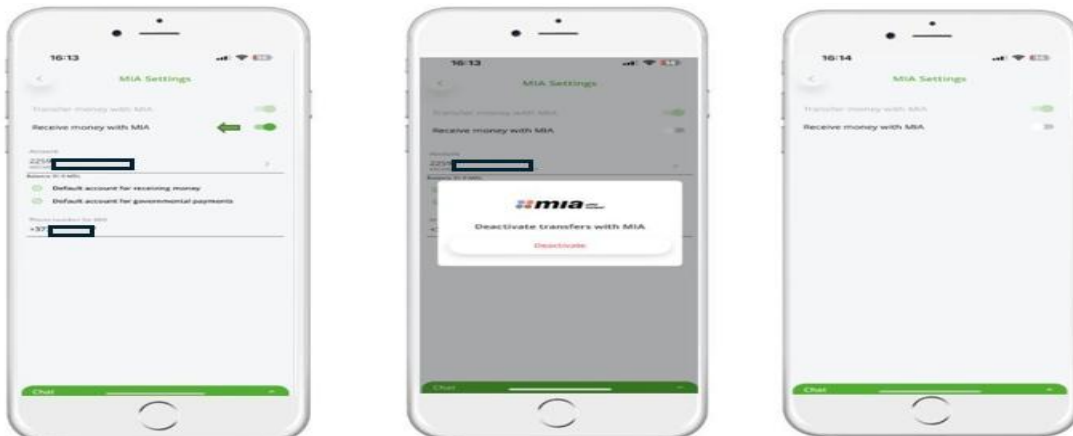 16:13
MIA Settings
Transfer money with MIA
Receive money with MIA
Account
2259
Default account for receiving money
Default account for governmental payments
Phone number for MIA
+37
Chat
16:13
MIA Settings
Transfer money with MIA
Receive money with MIA
Account
2259
mia
Deactivate transfers with MIA
Deactivate
Chat
16:14
MIA Settings
Transfer money with MIA
Receive money with MIA
Chat